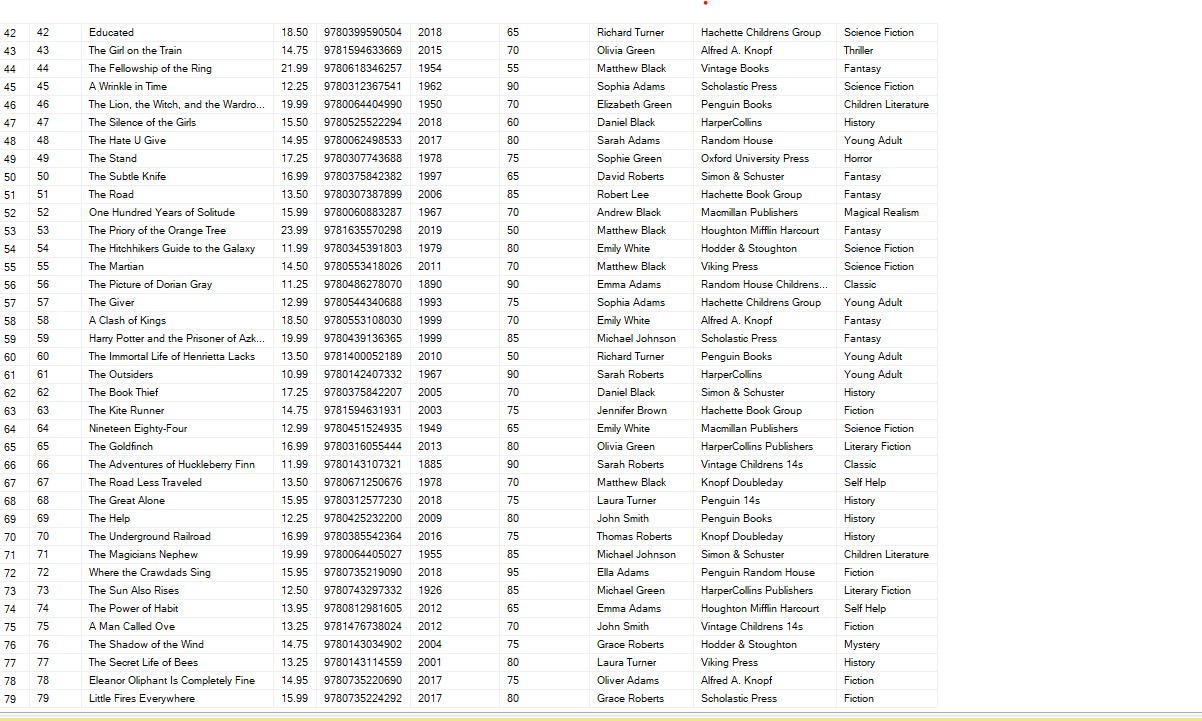 42 42 Educated 18.50 9780399590504 2018 65 Richard Turner Hachette Childrens Group Science Fiction
43 43 The Girl on the Train 14.75 9781594633669 2015 70 Olivia Green Alfred A. Knopf Thriller
44 44 The Fellowship of the Ring 21.99 9780618346257 1954 55 Matthew Black Vintage Books Fantasy
45 45 A Wrinkle in Time 12.25 9780312367541 1962 90 Sophia Adams Scholastic Press Science Fiction
46 46 The Lion, the Witch, and the Wardro... 19.99 9780064404990 1950 70 Elizabeth Green Penguin Books Children Literature
47 47 The Silence of the Girls 15.50 9780525522294 2018 60 Daniel Black HarperCollins History
48 48 The Hate U Give 14.95 9780062498533 2017 80 Sarah Adams Random House Young Adult
49 49 The Stand 17.25 9780307743688 1978 75 Sophie Green Oxford University Press Horror
50 50 The Subtle Knife 16.99 9780375842382 1997 65 David Roberts Simon & Schuster Fantasy
51 51 The Road 13.50 9780307387899 2006 85 Robert Lee Hachette Book Group Fantasy
52 52 One Hundred Years of Solitude 15.99 9780060883287 1967 70 Andrew Black Macmillan Publishers Magical Realism
53 53 The Priory of the Orange Tree 23.99 9781635570298 2019 50 Matthew Black Houghton Mifflin Harcourt Fantasy
54 54 The Hitchhikers Guide to the Galaxy 11.99 9780345391803 1979 80 Emily White Hodder & Stoughton Science Fiction
55 55 The Martian 14.50 9780553418026 2011 70 Matthew Black Viking Press Science Fiction
56 56 The Picture of Dorian Gray 11.25 9780486278070 1890 90 Emma Adams Random House Childrens... Classic
57 57 The Giver 12.99 9780544340688 1993 75 Sophia Adams Hachette Childrens Group Young Adult
58 58 A Clash of Kings 18.50 9780553108030 1999 70 Emily White Alfred A. Knopf Fantasy
59 59 Harry Potter and the Prisoner of Azk... 19.99 9780439136365 1999 85 Michael Johnson Scholastic Press Fantasy
60 60 The Immortal Life of Henrietta Lacks 13.50 9781400052189 2010 50 Richard Turner Penguin Books Young Adult
61 61 The Outsiders 10.99 9780142407332 1967 90 Sarah Roberts HarperCollins Young Adult
62 62 The Book Thief 17.25 9780375842207 2005 70 Daniel Black Simon & Schuster History
63 63 The Kite Runner 14.75 9781594631931 2003 75 Jennifer Brown Hachette Book Group Fiction
64 64 Nineteen Eighty-Four 12.99 9780451524935 1949 65 Emily White Macmillan Publishers Science Fiction
65 65 The Goldfinch 16.99 9780316055444 2013 80 Olivia Green HarperCollins Publishers Literary Fiction
66 66 The Adventures of Huckleberry Finn 11.99 9780143107321 1885 90 Sarah Roberts Vintage Childrens 14s Classic
67 67 The Road Less Traveled 13.50 9780671250676 1978 70 Matthew Black Knopf Doubleday Self Help
68 68 The Great Alone 15.95 9780312577230 2018 75 Laura Turner Penguin 14s History
69 69 The Help 12.25 9780425232200 2009 80 John Smith Penguin Books History
70 70 The Underground Railroad 16.99 9780385542364 2016 75 Thomas Roberts Knopf Doubleday History
71 71 The Magicians Nephew 19.99 9780064405027 1955 85 Michael Johnson Simon & Schuster Children Literature
72 72 Where the Crawdads Sing 15.95 9780735219090 2018 95 Ella Adams Penguin Random House Fiction
73 73 The Sun Also Rises 12.50 9780743297332 1926 85 Michael Green HarperCollins Publishers Literary Fiction
74 74 The Power of Habit 13.95 9780812981605 2012 65 Emma Adams Houghton Mifflin Harcourt Self Help
75 75 A Man Called Ove 13.25 9781476738024 2012 70 John Smith Vintage Childrens 14s Fiction
76 76 The Shadow of the Wind 14.75 9780143034902 2004 75 Grace Roberts Hodder & Stoughton Mystery
77 77 The Secret Life of Bees 13.25 9780143114559 2001 80 Laura Turner Viking Press History
78 78 Eleanor Oliphant Is Completely Fine 14.95 9780735220690 2017 75 Oliver Adams Alfred A. Knopf Fiction
79 79 Little Fires Everywhere 15.99 9780735224292 2017 80 Grace Roberts Scholastic Press Fiction